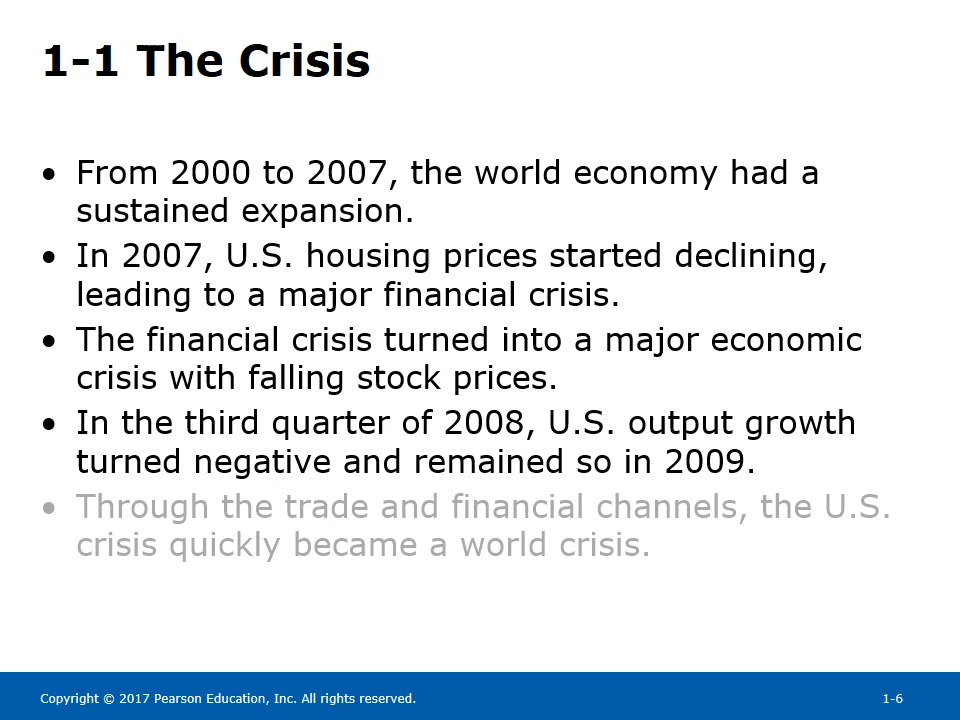 1-1 The Crisis
• From 2000 to 2007, the world economy had a
sustained expansion.
• In 2007, U.S. housing prices started declining,
leading to a major financial crisis.
• The financial crisis turned into a major economic
crisis with falling stock prices.
• In the third quarter of 2008, U.S. output growth
turned negative and remained so in 2009.
• Through the trade and financial channels, the U.S.
crisis quickly became a world crisis.
Copyright © 2017 Pearson Education, Inc. All rights reserved.
1-6